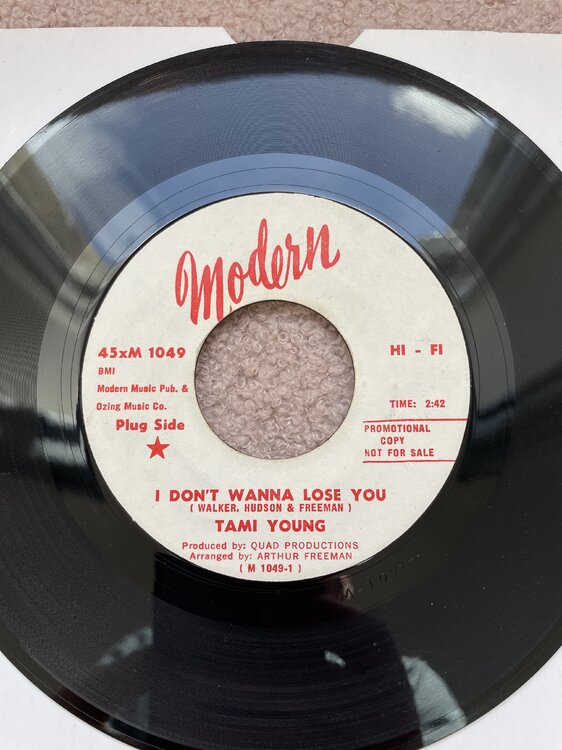 Modern
45xM 1049
HI - FI
BMI
Modern Music Pub. &
Ozing Music Co.
Plug Side
TIME: 2:42
PROMOTIONAL
COPY
NOT FOR SALE
I DON'T WANNA LOSE YOU
( WALKER, HUDSON & FREEMAN )
TAMI YOUNG
Produced by: QUAD PRODUCTIONS
Arranged by: ARTHUR FREEMAN
( M 1049-1 )